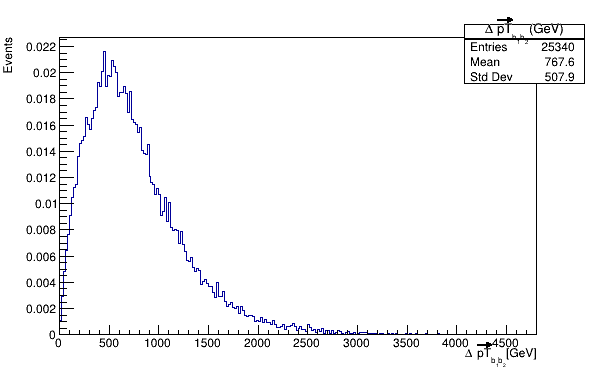 Δ pT b1b2 (GeV)
Entries 25340
Mean 767.6
Std Dev 507.9
Events
0.022
0.02
0.018
0.016
0.014
0.012
0.01
0.008
0.006
0.004
0.002
0
0 500 1000 1500 2000 2500 3000 3500 4000 4500
Δ pT b1b2 [GeV]